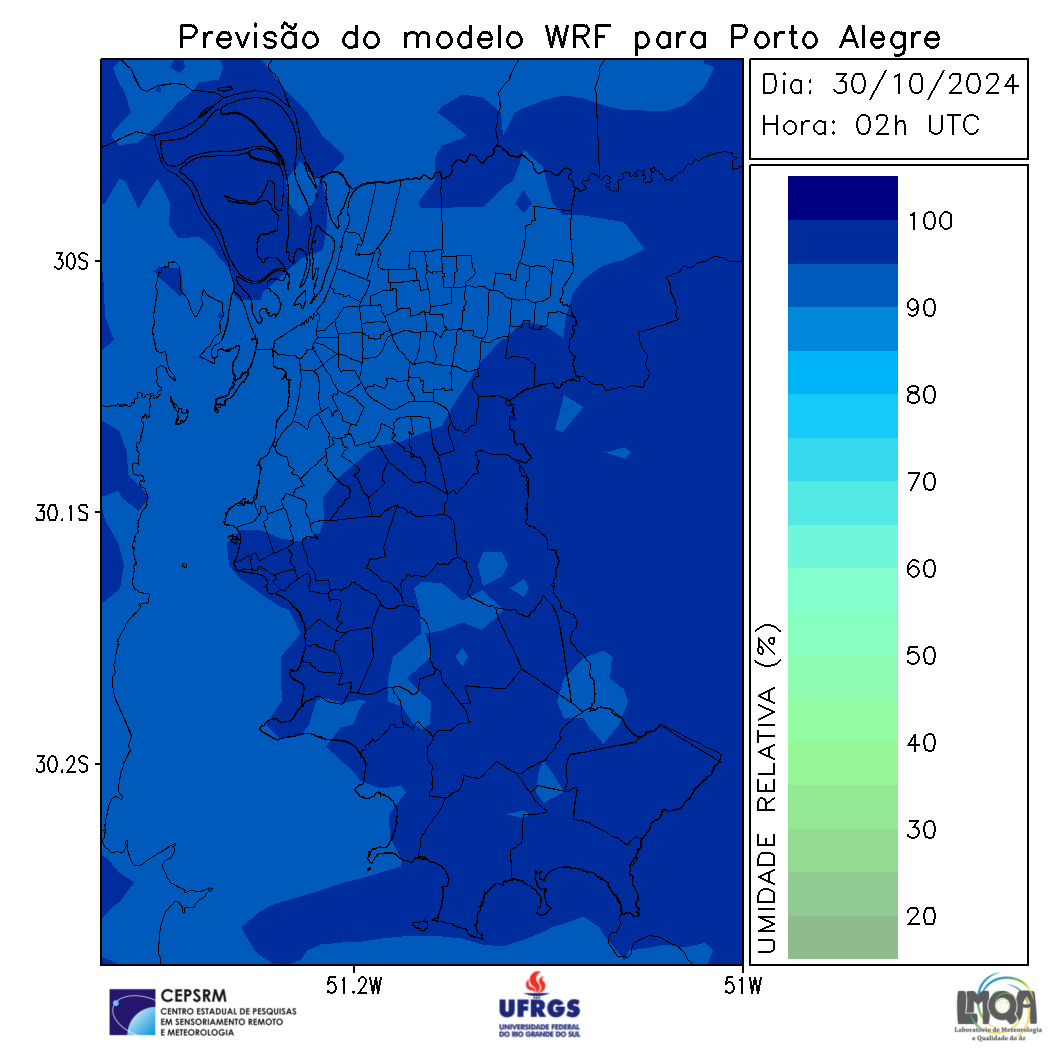 Previsão do modelo WRF para Porto Alegre
Dia: 30/10/2024
Hora: 02h UTC
100
90
80
70
60
50
40
30
20
UMIDADE RELATIVA (%)
30S
30.1S
30.2S
51.2W
51W
CEPSRM
CENTRO ESTADUAL DE PESQUISAS
EM SENSORIAMENTO REMOTO
E METEOROLOGIA
UFRGS
UNIVERSIDADE FEDERAL
DO RIO GRANDE DO SUL
LMQA
Laboratório de Meteorologia
e Qualidade do Ar